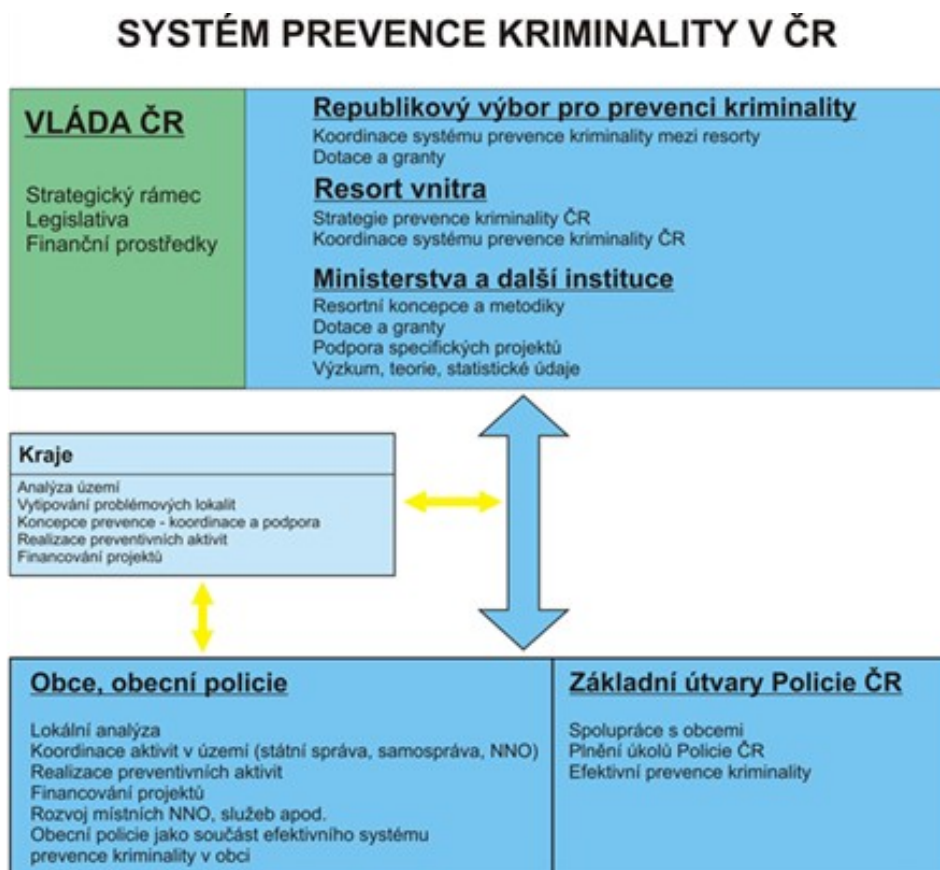 SYSTÉM PREVENCE KRIMINALITY V ČR
VLÁDA ČR
Strategický rámec
Legislativa
Finanční prostředky
Republikový výbor pro prevenci kriminality
Koordinace systému prevence kriminality mezi resorty
Dotace a granty
Resort vnitra
Strategie prevence kriminality ČR
Koordinace systému prevence kriminality ČR
Ministerstva a další instituce
Resortní koncepce a metodiky
Dotace a granty
Podpora specifických projektů
Výzkum, teorie, statistické údaje
Kraje
Analýza území
Vytipování problémových lokalit
Koncepce prevence - koordinace a podpora
Realizace preventivních aktivit
Financování projektů
Obce, obecní policie
Lokální analýza
Koordinace aktivit v území (státní správa, samospráva, NNO)
Realizace preventivních aktivit
Financování projektů
Rozvoj místních NNO, služeb apod.
Obecní policie jako součást efektivního systému
prevence kriminality v obci
Základní útvary Policie ČR
Spolupráce s obcemi
Plnění úkolů Policie ČR
Efektivní prevence kriminality